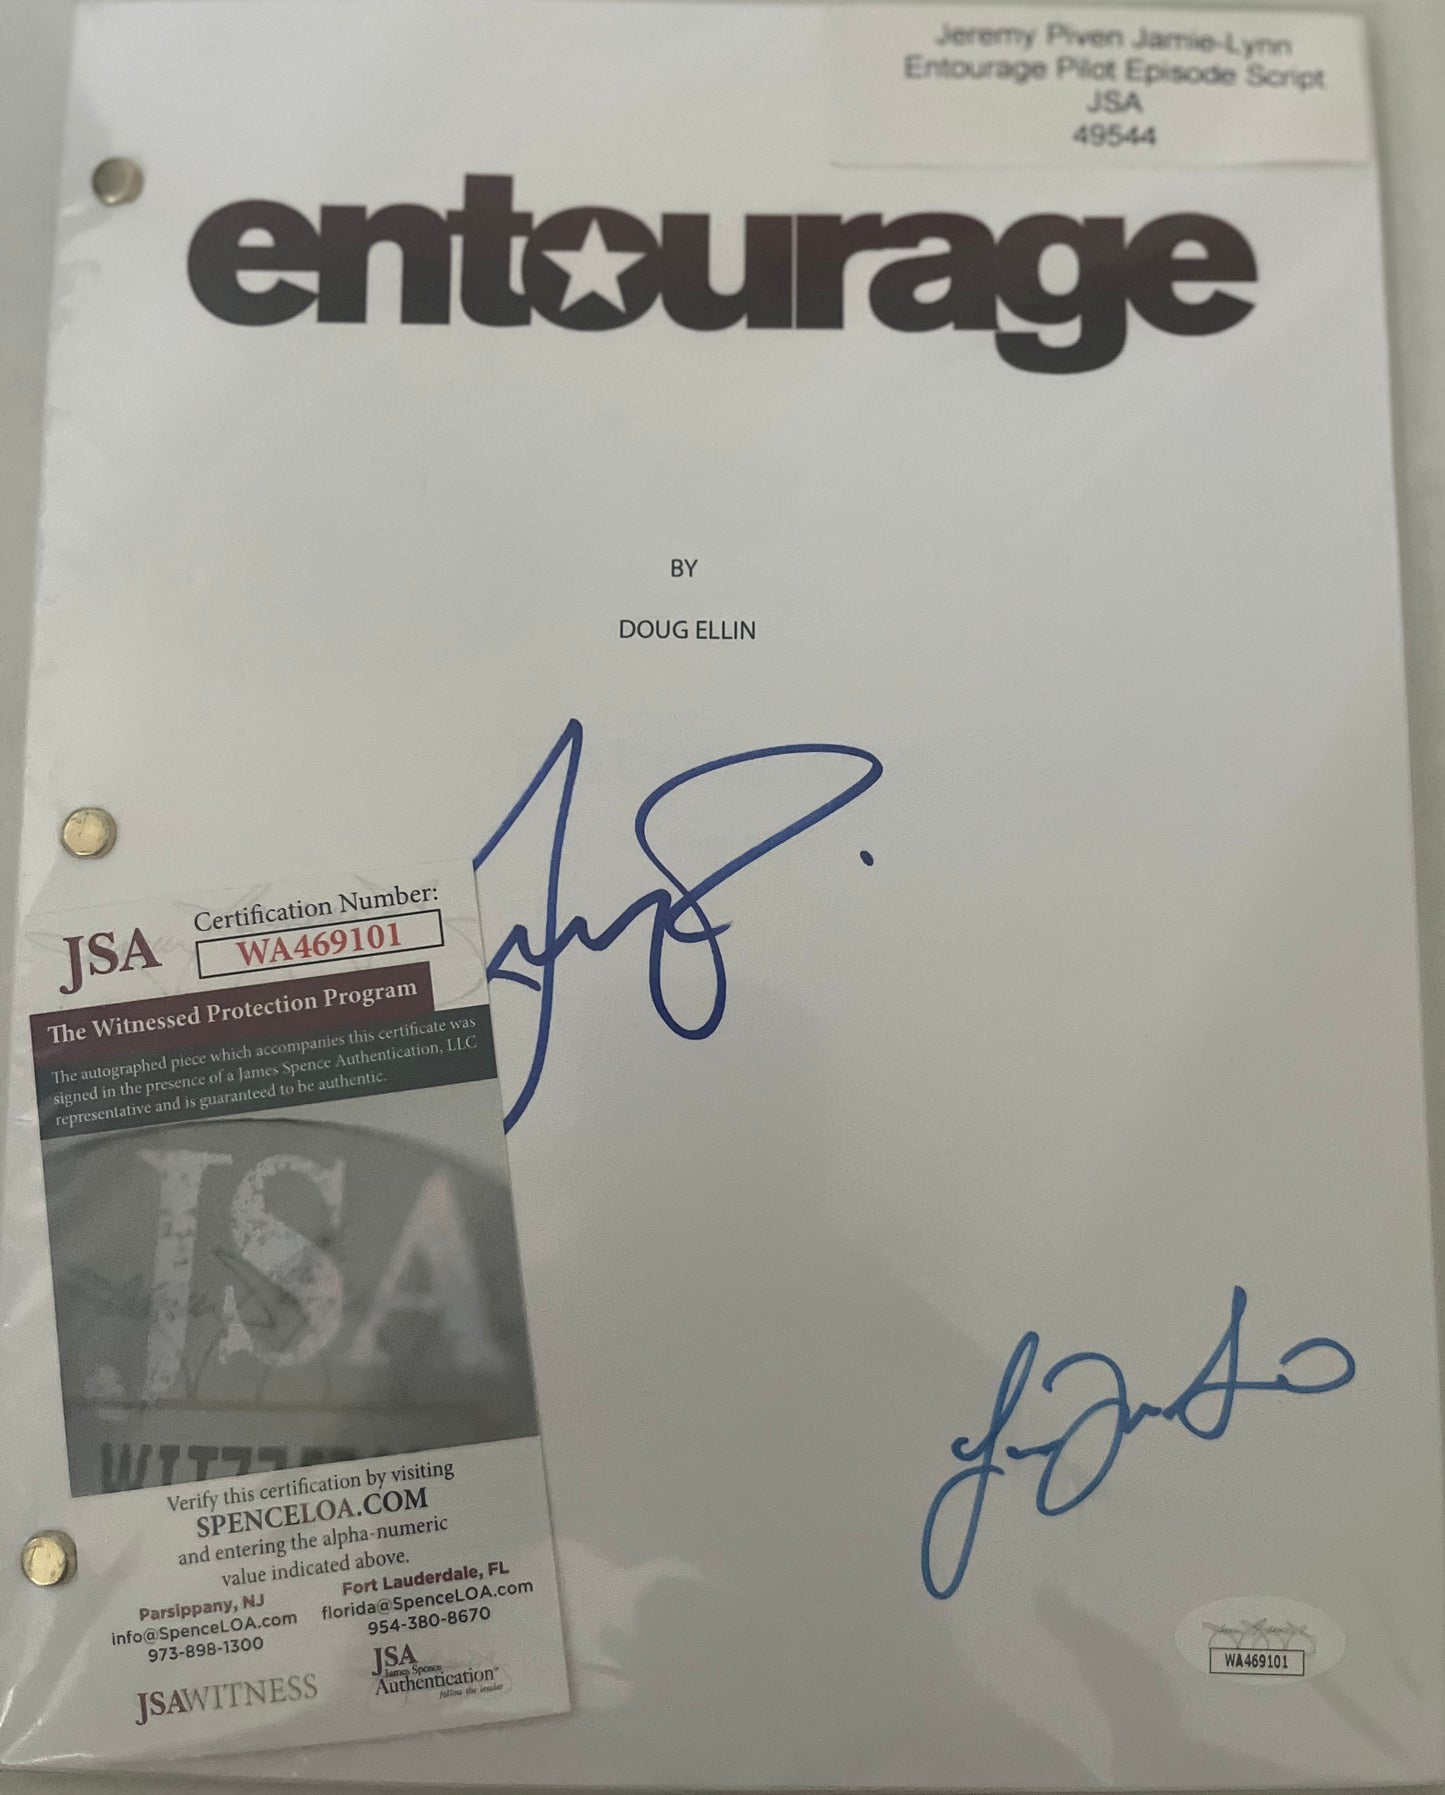 Jeremy Piven Jamie-Lynn
Entourage Pilot Episode Script
JSA
49544
entourage
BY
DOUG ELLIN
JSA
Certification Number:
WA469101
The Witnessed Protection Program
The autographed piece which accompanies this certificate was
signed in the presence of a James Spence Authentication, LLC
representative and is guaranteed to be authentic.
JSA
Verify this certification by visiting
SPENCELOA.COM
and entering the alpha-numeric
value indicated above.
Parsippany, NJ
info@SpenceLOA.com
973-898-1300
Fort Lauderdale, FL
florida@SpenceLOA.com
954-380-8670
JSAWITNESS
JSA
James Spence
Authentication
follow the leader
WA469101